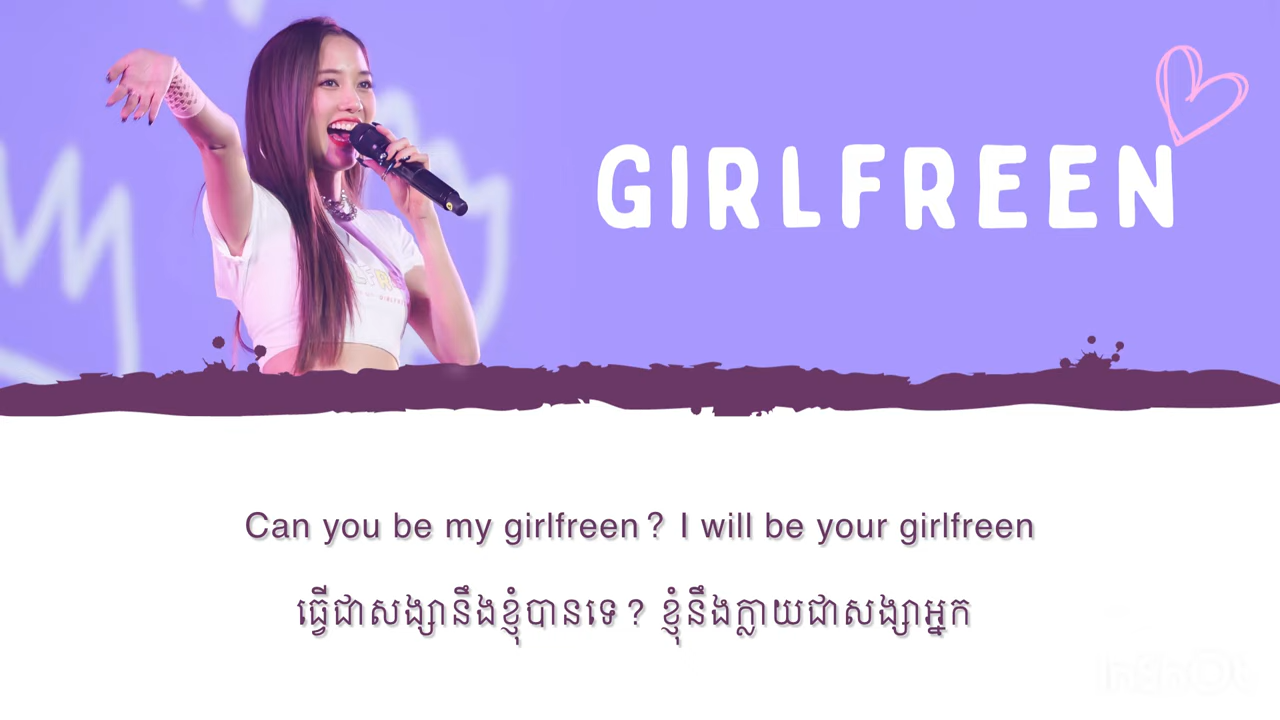 GIRLFREEN
Can you be my girlfreen? I will be your girlfreen
ធ្វើជាសង្សានឹងខ្ញុំបានទេ? ខ្ញុំនឹងក្លាយជាសង្សាអ្នក